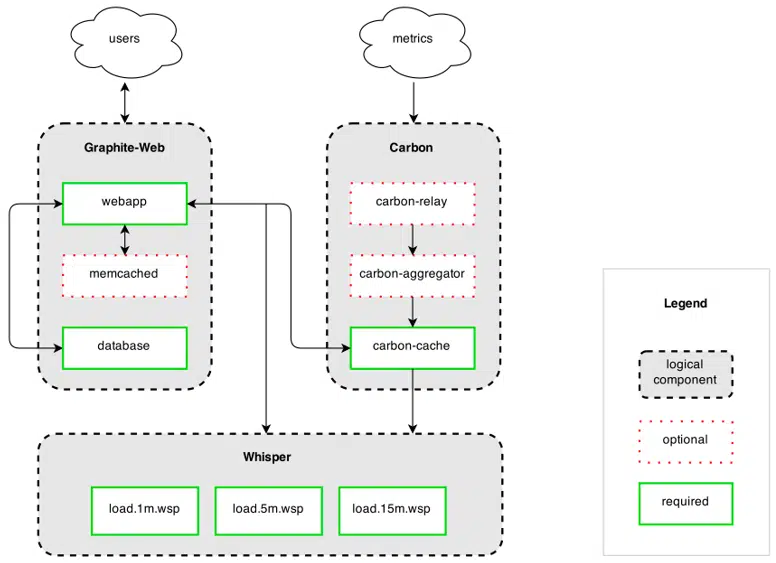 users
metrics
Graphite-Web
Carbon
webapp
carbon-relay
memcached
carbon-aggregator
database
carbon-cache
Whisper
load.1m.wsp
load.5m.wsp
load.15m.wsp
Legend
logical
component
optional
required